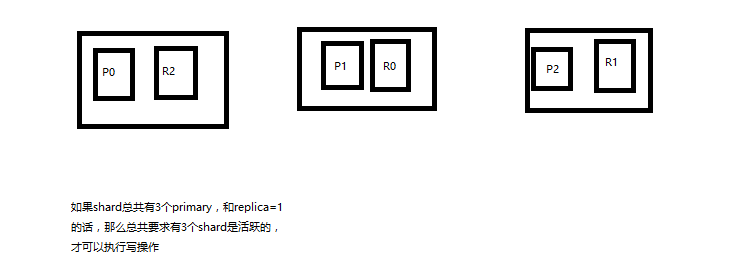 P0
R2
P1
R0
P2
R1
如果shard总共有3个primary，和replica=1
的话，那么总共要求有3个shard是活跃的，
才可以执行写操作